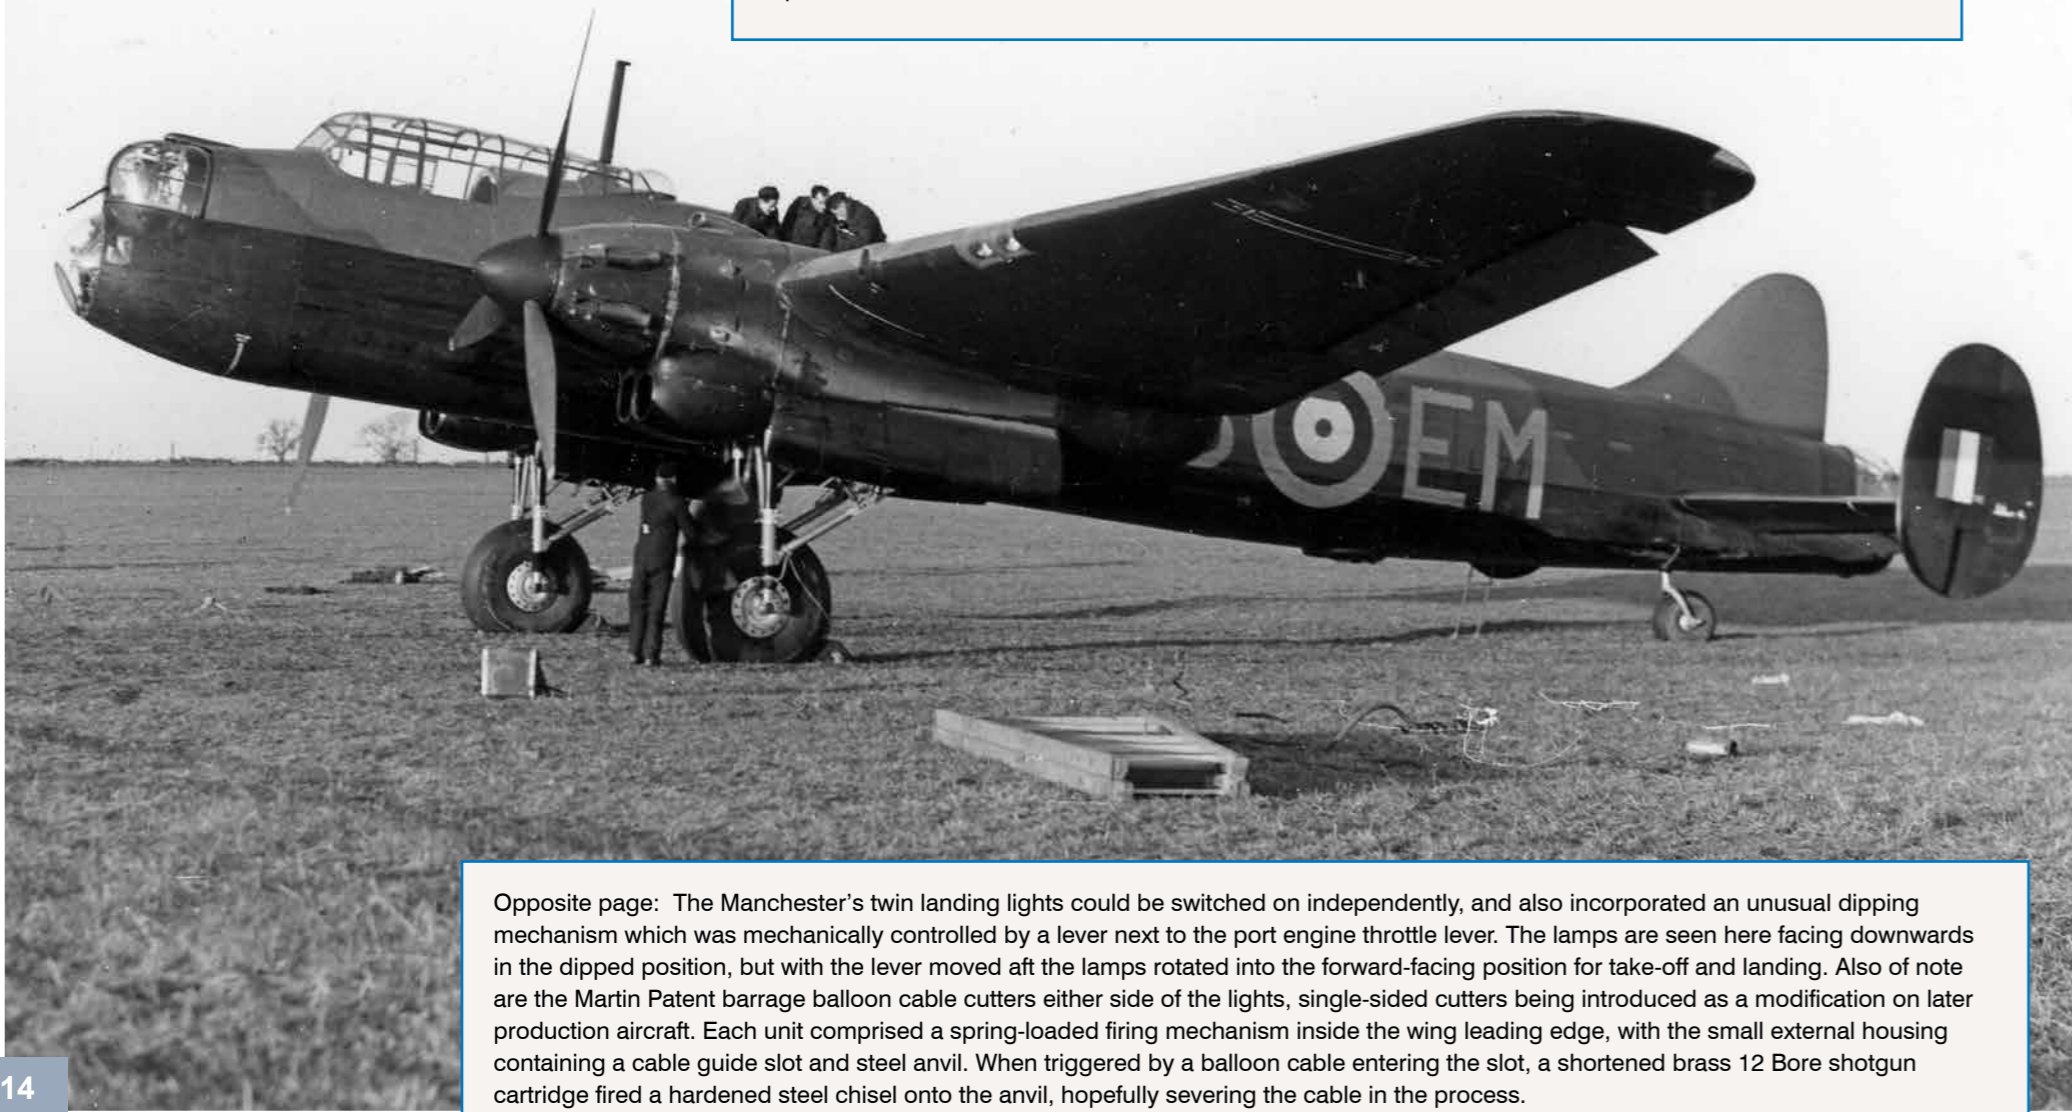 EM
Opposite page:  The Manchester’s twin landing lights could be switched on independently, and also incorporated an unusual dipping
mechanism which was mechanically controlled by a lever next to the port engine throttle lever. The lamps are seen here facing downwards
in the dipped position, but with the lever moved aft the lamps rotated into the forward-facing position for take-off and landing. Also of note
are the Martin Patent barrage balloon cable cutters either side of the lights, single-sided cutters being introduced as a modification on later
production aircraft. Each unit comprised a spring-loaded firing mechanism inside the wing leading edge, with the small external housing
containing a cable guide slot and steel anvil. When triggered by a balloon cable entering the slot, a shortened brass 12 Bore shotgun
cartridge fired a hardened steel chisel onto the anvil, hopefully severing the cable in the process.
14